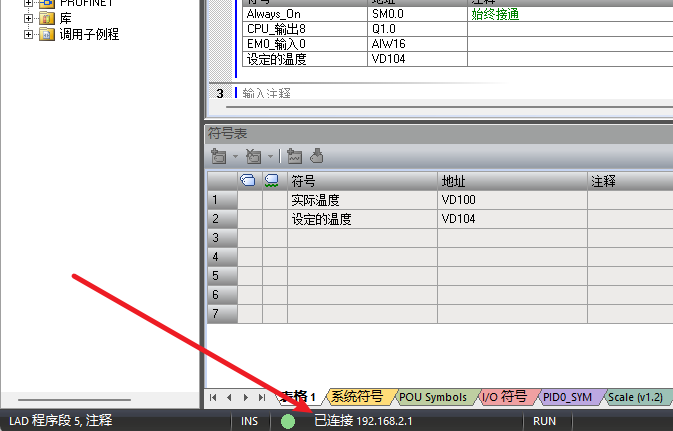 PROFINET
库
调用子例程
符号 地址 注释
Always_On SM0.0 始终接通
CPU_输出8 Q1.0
EM0_输入0 AIW16
设定的温度 VD104
3 输入注释
符号表
符号 地址 注释
1 实际温度 VD100
2 设定的温度 VD104
3
4
5
6
7
表格 1 系统符号 POU Symbols I/O 符号 PID0_SYM Scale (v1.2)
LAD 程序段 5, 注释 INS 已连接 192.168.2.1 RUN